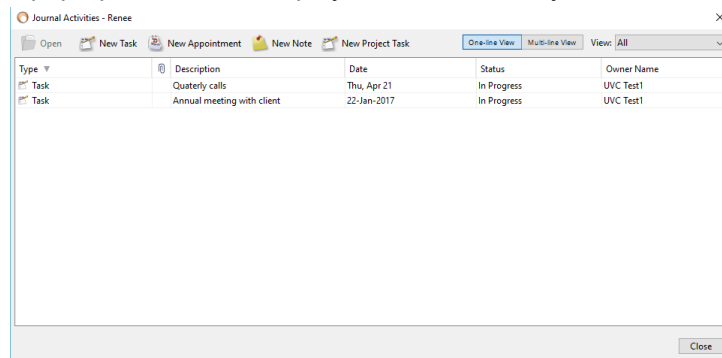 Journal Activities - Renee
Open New Task New Appointment New Note New Project Task One-line View Multi-line View View: All
Type Description Date Status Owner Name
Task Quaterly calls Thu, Apr 21 In Progress UVC Test1
Task Annual meeting with client 22-Jan-2017 In Progress UVC Test1
Close